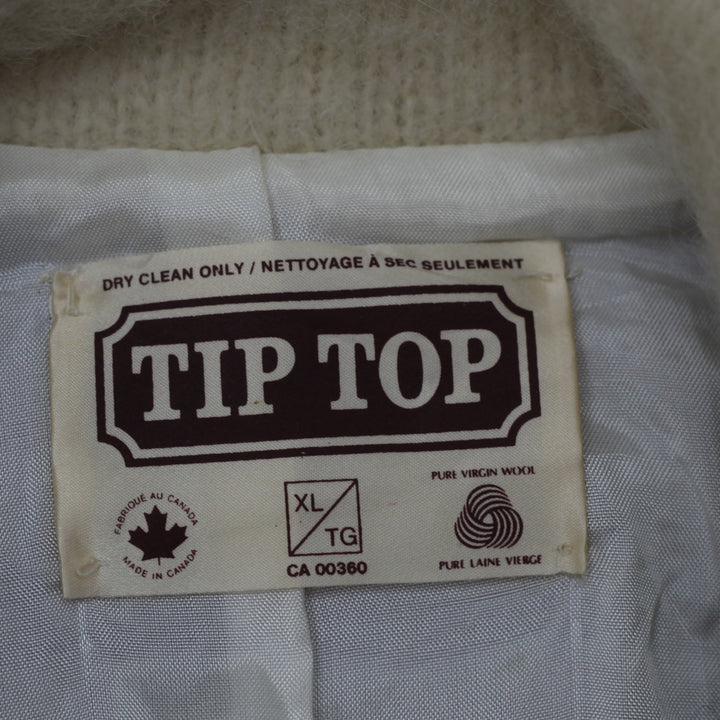 DRY CLEAN ONLY / NETTOYAGE À SEC SEULEMENT
TIP TOP
FABRIQUÉ AU CANADA
MADE IN CANADA
XL/TG
CA 00360
PURE VIRGIN WOOL
PURE LAINE VIERGE